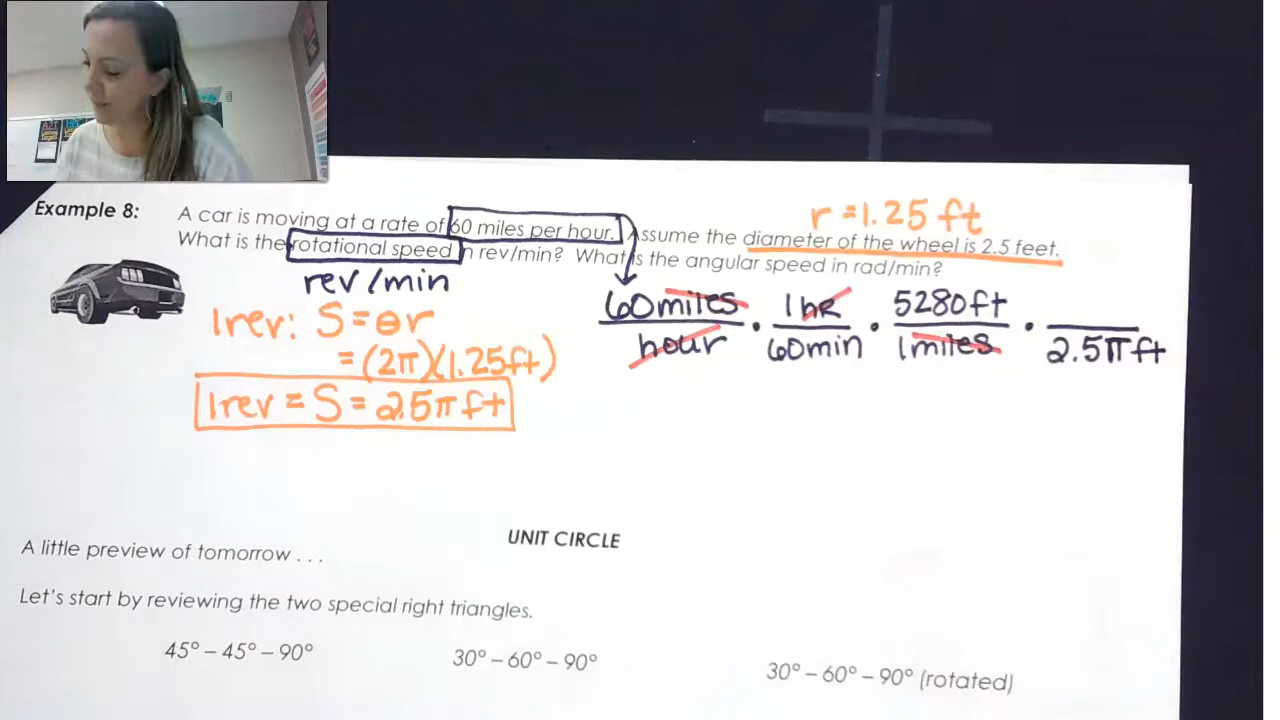 r = 1.25 ft
Example 8: A car is moving at a rate of 60 miles per hour. Assume the diameter of the wheel is 2.5 feet.
What is the rotational speed in rev/min? What is the angular speed in rad/min?
rev/min
60 miles / hour · 1 hr / 60 min · 5280 ft / 1 miles · ___ / 2.5π ft
1 rev: S = θr
= (2π)(1.25ft)
1 rev = S = 2.5π ft
UNIT CIRCLE
A little preview of tomorrow . . .
Let's start by reviewing the two special right triangles.
45° – 45° – 90° 30° – 60° – 90° 30° – 60° – 90° (rotated)